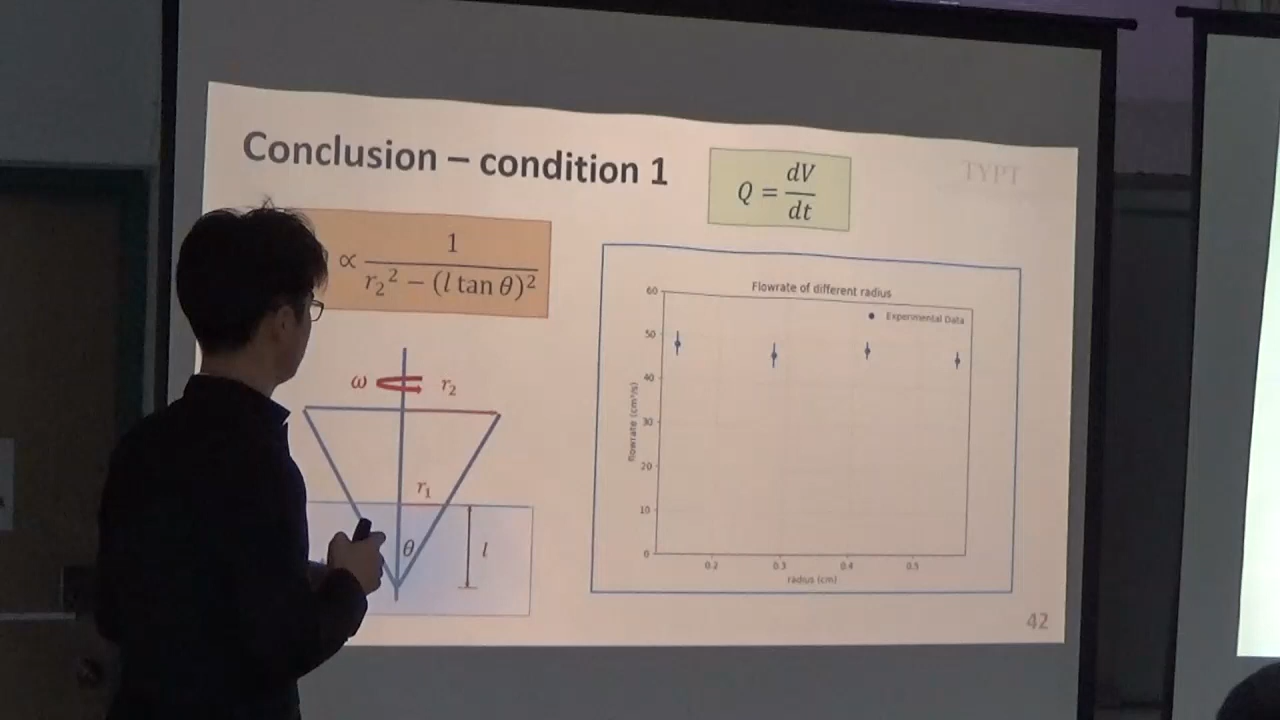 Conclusion – condition 1
TYPT
Q = dV/dt
∝ 1/(r₂² − (l tan θ)²)
ω
r₂
r₁
θ
l
Flowrate of different radius
Experimental Data
60
50
40
30
20
10
0
flowrate (cm³/s)
0.2 0.3 0.4 0.5
radius (cm)
42